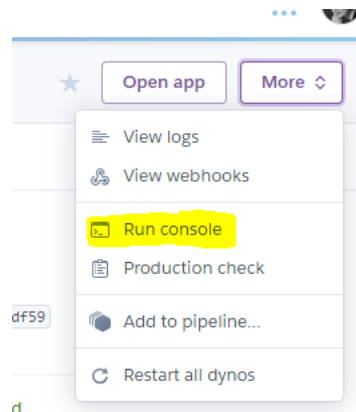 Open app
More
View logs
View webhooks
Run console
Production check
df59
Add to pipeline...
Restart all dynos
d